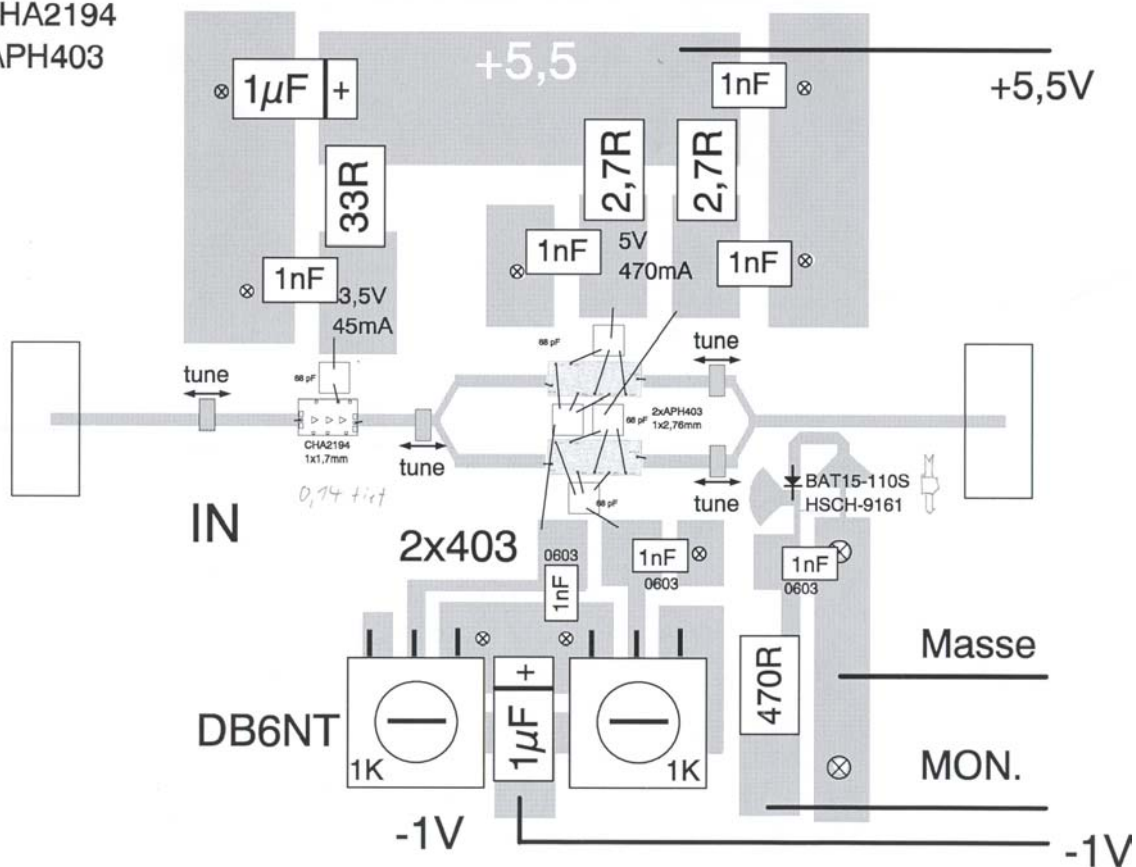 CHA2194
APH403
+5,5
+5,5V
1µF +
1nF
33R
2,7R
2,7R
1nF
1nF
1nF
5V
470mA
3,5V
45mA
tune
68 pF
68 pF
tune
CHA2194
1x1,7mm
tune
68 pF
2xAPH403
1x2,76mm
tune
68 pF
BAT15-110S
HSCH-9161
IN
2x403
0603
1nF
1nF
0603
1nF
0603
DB6NT
1K
+
1µF
1K
470R
Masse
MON.
-1V
-1V